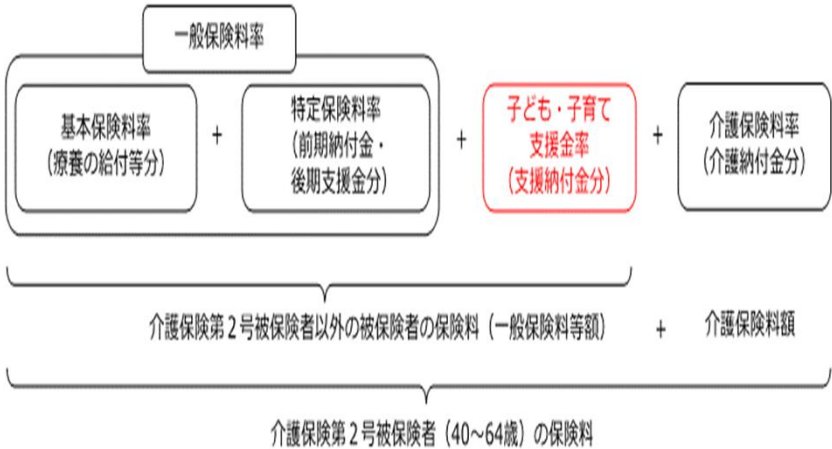 一般保険料率
基本保険料率
(療養の給付等分)
+
特定保険料率
(前期納付金・
後期支援金分)
+
子ども・子育て
支援金率
(支援納付金分)
+
介護保険料率
(介護納付金分)
介護保険第2号被保険者以外の被保険者の保険料(一般保険料等額) + 介護保険料額
介護保険第2号被保険者(40~64歳)の保険料